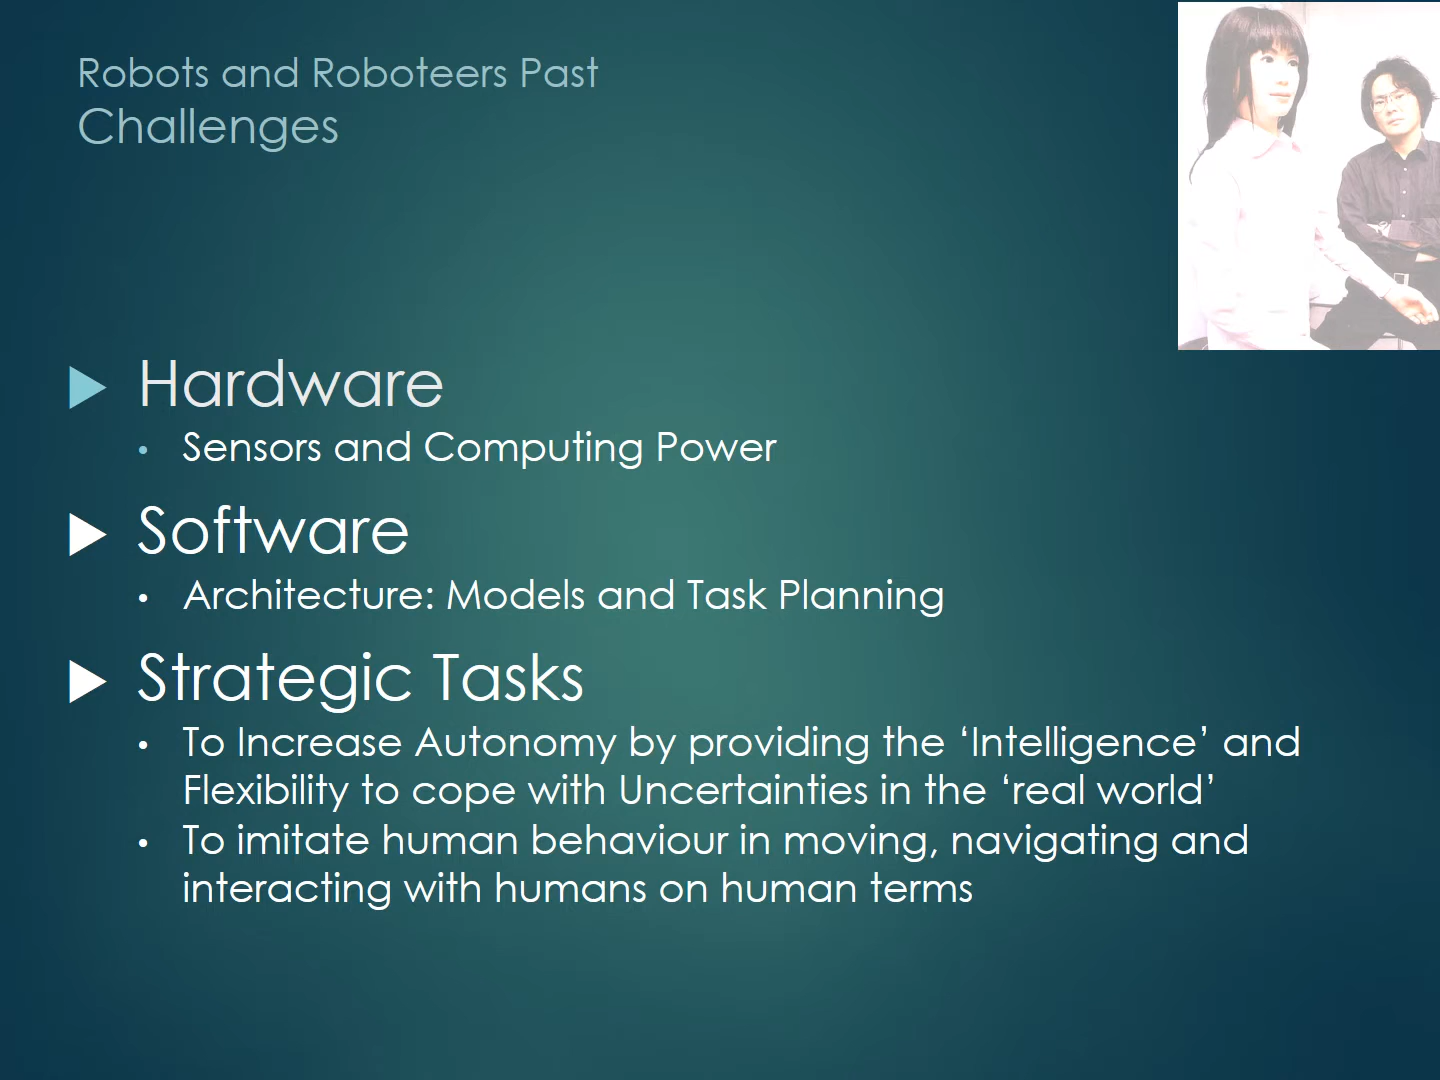 Robots and Roboteers Past
Challenges
Hardware
Sensors and Computing Power
Software
Architecture: Models and Task Planning
Strategic Tasks
To Increase Autonomy by providing the ‘Intelligence’ and
Flexibility to cope with Uncertainties in the ‘real world’
To imitate human behaviour in moving, navigating and
interacting with humans on human terms